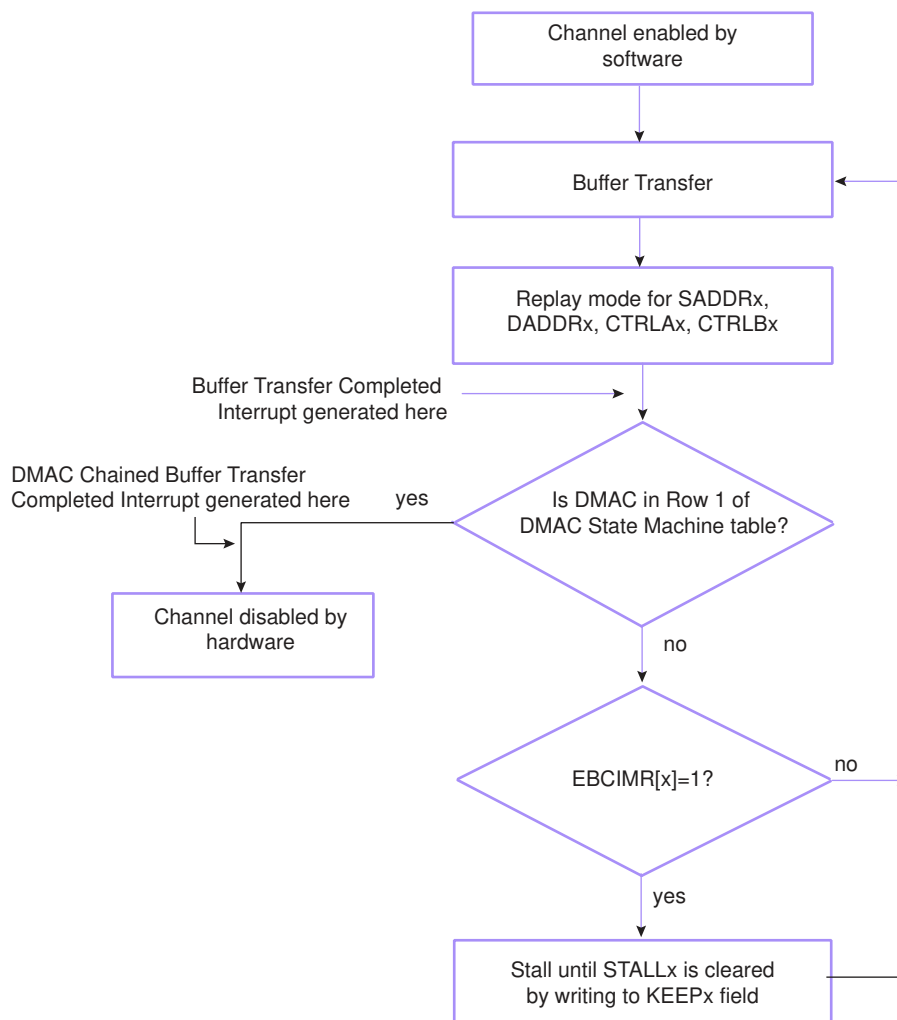 Channel enabled by
software
Buffer Transfer
Replay mode for SADDRx,
DADDRx, CTRLAx, CTRLBx
Buffer Transfer Completed
Interrupt generated here
DMAC Chained Buffer Transfer
Completed Interrupt generated here
yes
Is DMAC in Row 1 of
DMAC State Machine table?
Channel disabled by
hardware
no
EBCIMR[x]=1?
no
yes
Stall until STALLx is cleared
by writing to KEEPx field